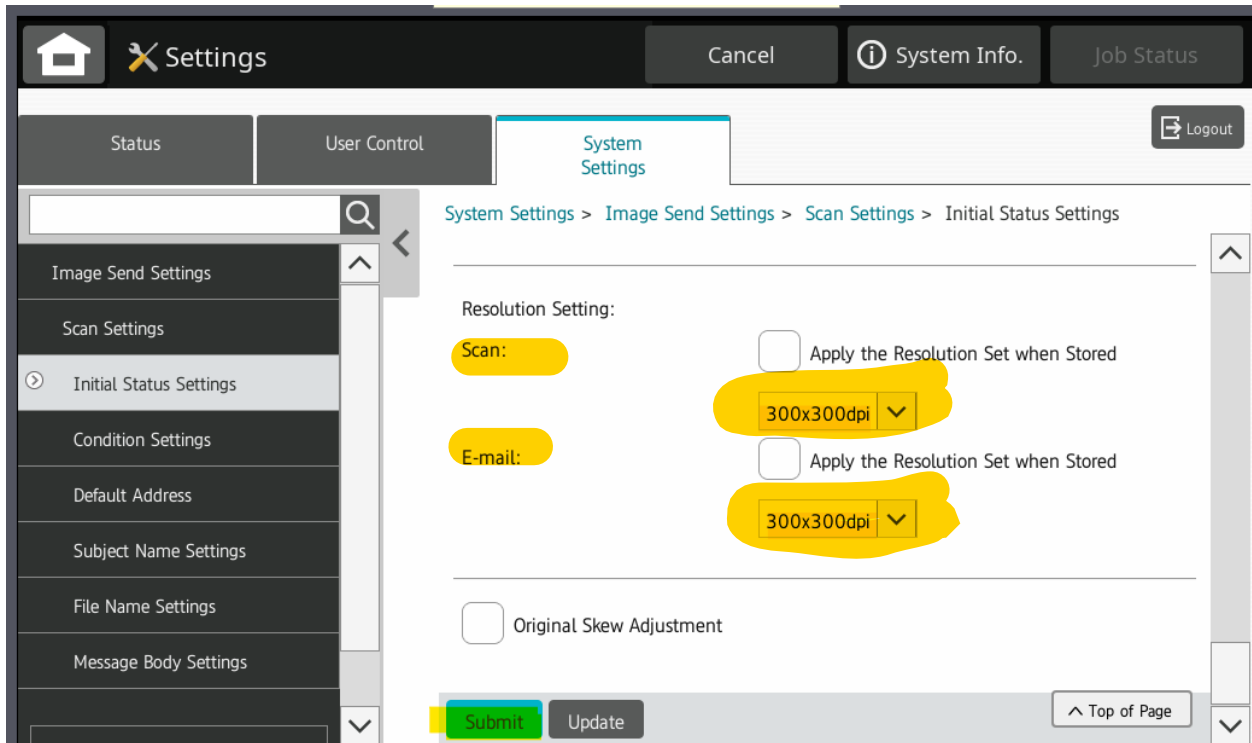 Settings
Cancel
System Info.
Job Status
Status
User Control
System
Settings
Logout
System Settings > Image Send Settings > Scan Settings > Initial Status Settings
Image Send Settings
Scan Settings
Initial Status Settings
Condition Settings
Default Address
Subject Name Settings
File Name Settings
Message Body Settings
Resolution Setting:
Scan:
Apply the Resolution Set when Stored
300x300dpi
E-mail:
Apply the Resolution Set when Stored
300x300dpi
Original Skew Adjustment
Submit
Update
Top of Page